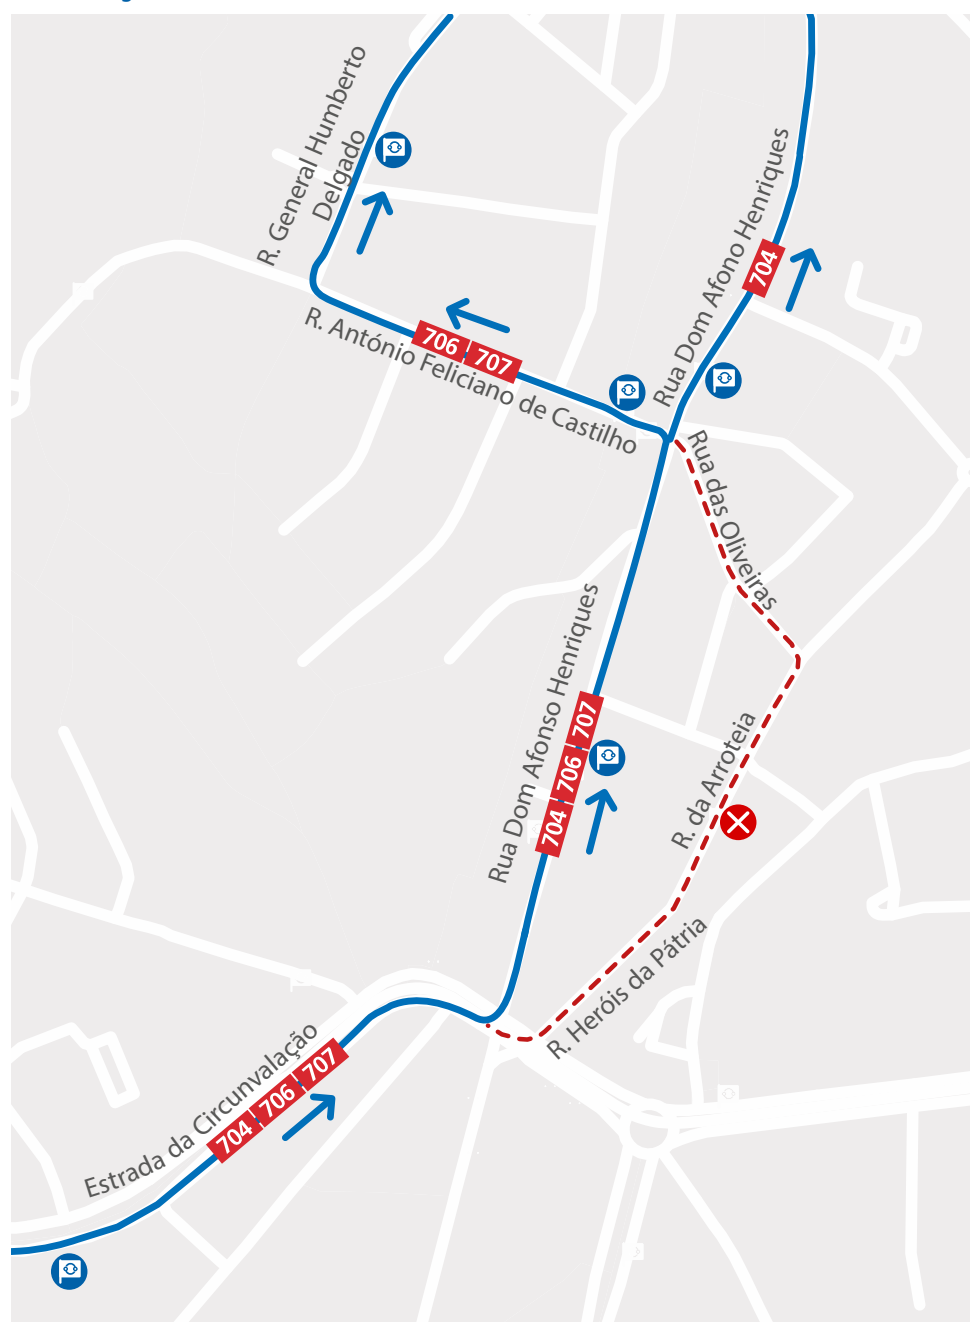 R. General Humberto
Delgado
Rua Dom Afono Henriques
704
R. António Feliciano de Castilho
706 707
Rua das Oliveiras
Rua Dom Afonso Henriques
704 706 707
R. da Arroteia
R. Heróis da Pátria
Estrada da Circunvalação
704 706 707